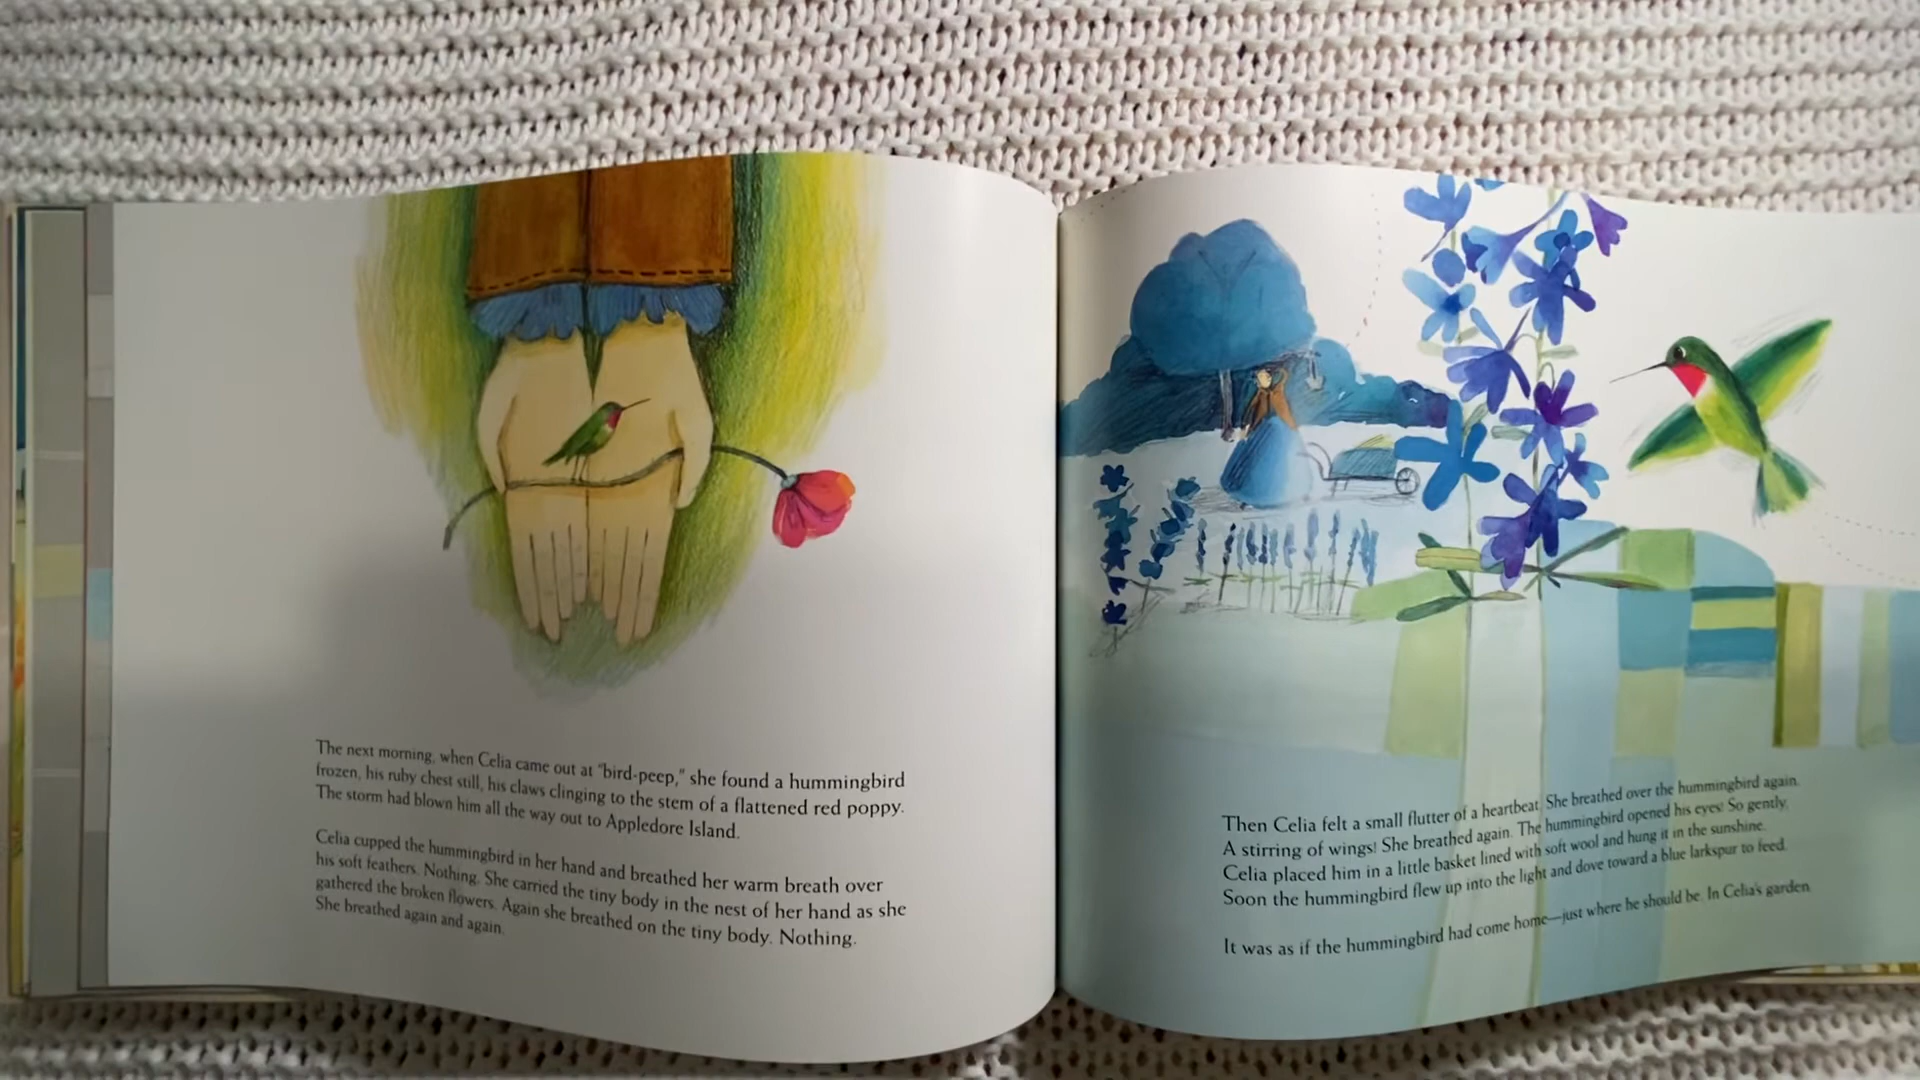 The next morning, when Celia came out at "bird-peep," she found a hummingbird
frozen, his ruby chest still, his claws clinging to the stem of a flattened red poppy.
The storm had blown him all the way out to Appledore Island.
Celia cupped the hummingbird in her hand and breathed her warm breath over
his soft feathers. Nothing. She carried the tiny body in the nest of her hand as she
gathered the broken flowers. Again she breathed on the tiny body. Nothing.
She breathed again and again.
Then Celia felt a small flutter of a heartbeat. She breathed over the hummingbird again.
A stirring of wings! She breathed again. The hummingbird opened his eyes! So gently,
Celia placed him in a little basket lined with soft wool and hung it in the sunshine.
Soon the hummingbird flew up into the light and dove toward a blue larkspur to feed.
It was as if the hummingbird had come home—just where he should be. In Celia's garden.